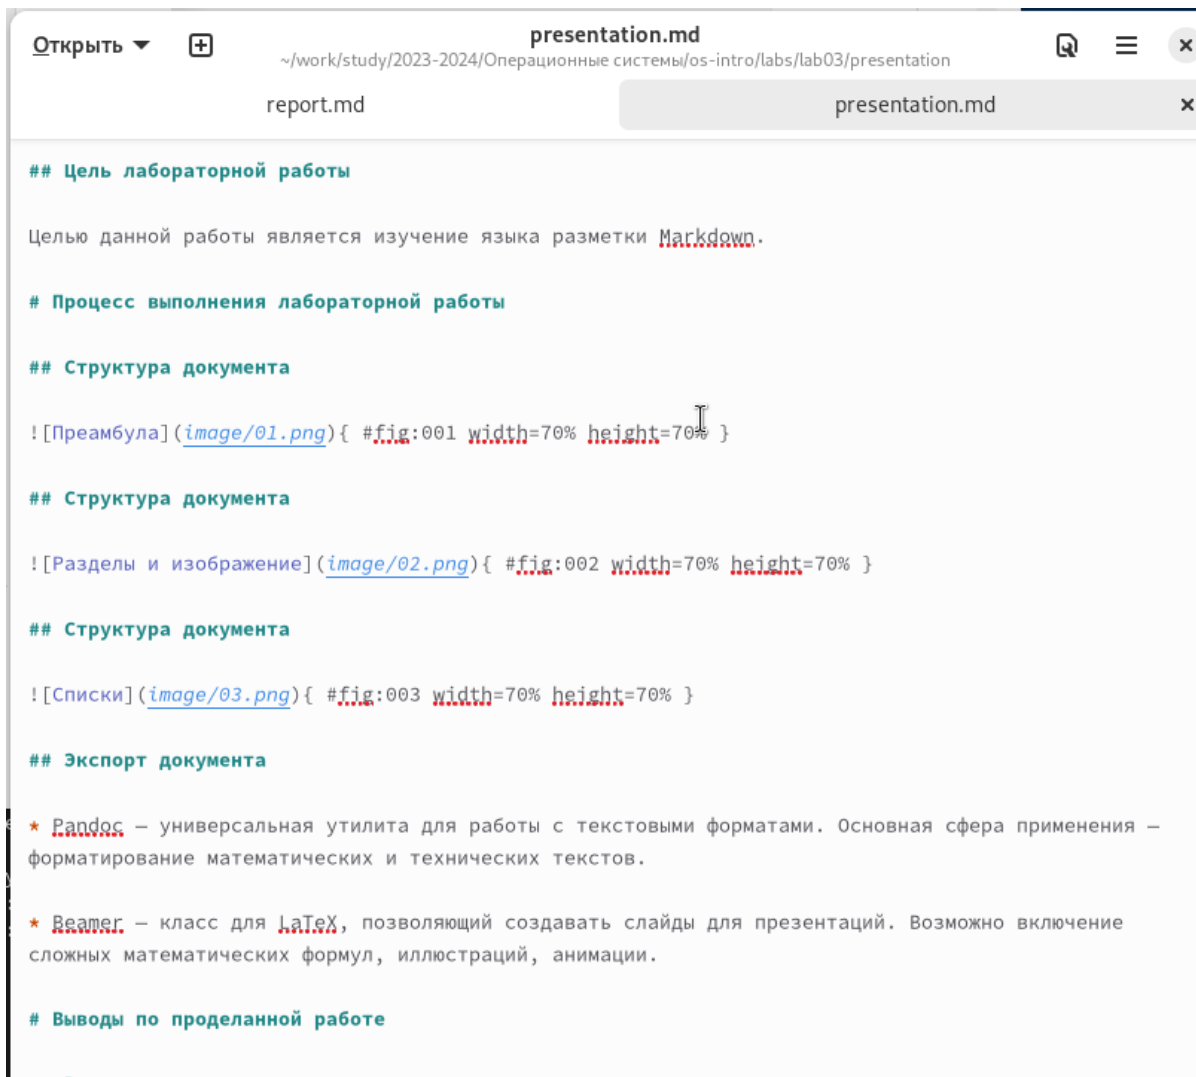 Открыть
presentation.md
~/work/study/2023-2024/Операционные системы/os-intro/labs/lab03/presentation
report.md
presentation.md
## Цель лабораторной работы
Целью данной работы является изучение языка разметки Markdown.
# Процесс выполнения лабораторной работы
## Структура документа
![Преамбула](image/01.png){ #fig:001 width=70% height=70% }
## Структура документа
![Разделы и изображение](image/02.png){ #fig:002 width=70% height=70% }
## Структура документа
![Списки](image/03.png){ #fig:003 width=70% height=70% }
## Экспорт документа
* Pandoc — универсальная утилита для работы с текстовыми форматами. Основная сфера применения —
форматирование математических и технических текстов.
* Beamer — класс для LaTeX, позволяющий создавать слайды для презентаций. Возможно включение
сложных математических формул, иллюстраций, анимации.
# Выводы по проделанной работе